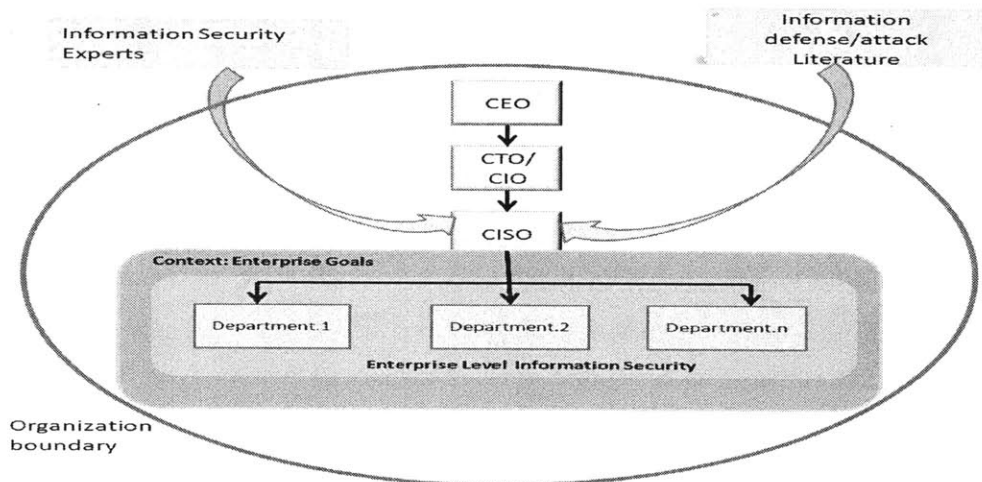 Information Security
Experts
Information
defense/attack
Literature
CEO
CTO/
CIO
CISO
Context: Enterprise Goals
Department.1
Department.2
Department.n
Enterprise Level Information Security
Organization
boundary